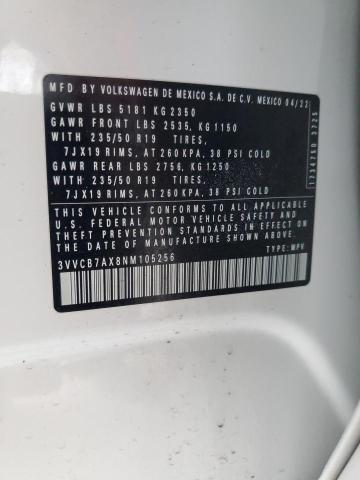 MFD BY VOLKSWAGEN DE MEXICO S.A. DE C.V. MEXICO 04/22
GVWR LBS 5181 KG 2350
GAWR FRONT LBS 2535, KG 1150
WITH 235/50 R19 TIRES,
7JX19 RIMS, AT 260 KPA, 38 PSI COLD
GAWR REAR LBS 2756, KG 1250
WITH 235/50 R19 TIRES,
7JX19 RIMS, AT 260 KPA, 38 PSI COLD
THIS VEHICLE CONFORMS TO ALL APPLICABLE
U.S. FEDERAL MOTOR VEHICLE SAFETY AND
THEFT PREVENTION STANDARDS IN EFFECT ON
THE DATE OF MANUFACTURE SHOWN ABOVE.
3VVCB7AX8NM105256 TYPE: MPV
1734750 3725